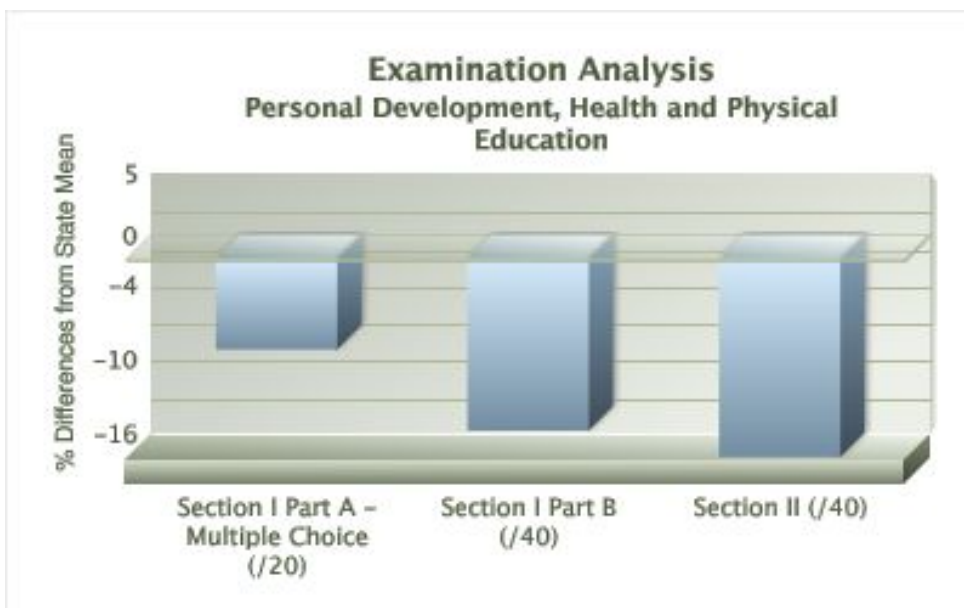 Examination Analysis
Personal Development, Health and Physical
Education
% Differences from State Mean
5
0
−4
−10
−16
Section I Part A –
Multiple Choice
(/20)
Section I Part B
(/40)
Section II (/40)